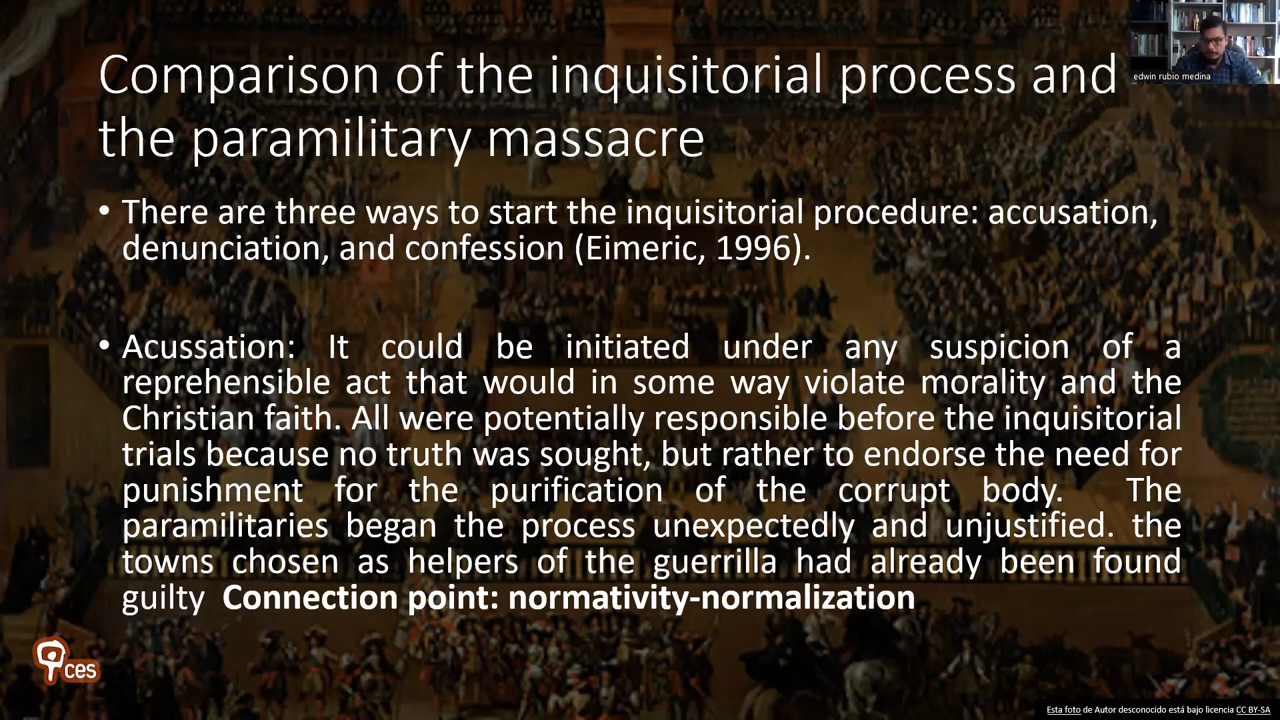 Comparison of the inquisitorial process and
the paramilitary massacre
edwin rubio medina
• There are three ways to start the inquisitorial procedure: accusation,
denunciation, and confession (Eimeric, 1996).
• Acussation: It could be initiated under any suspicion of a
reprehensible act that would in some way violate morality and the
Christian faith. All were potentially responsible before the inquisitorial
trials because no truth was sought, but rather to endorse the need for
punishment for the purification of the corrupt body. The
paramilitaries began the process unexpectedly and unjustified. the
towns chosen as helpers of the guerrilla had already been found
guilty Connection point: normativity-normalization
ces
Esta foto de Autor desconocido está bajo licencia CC BY-SA